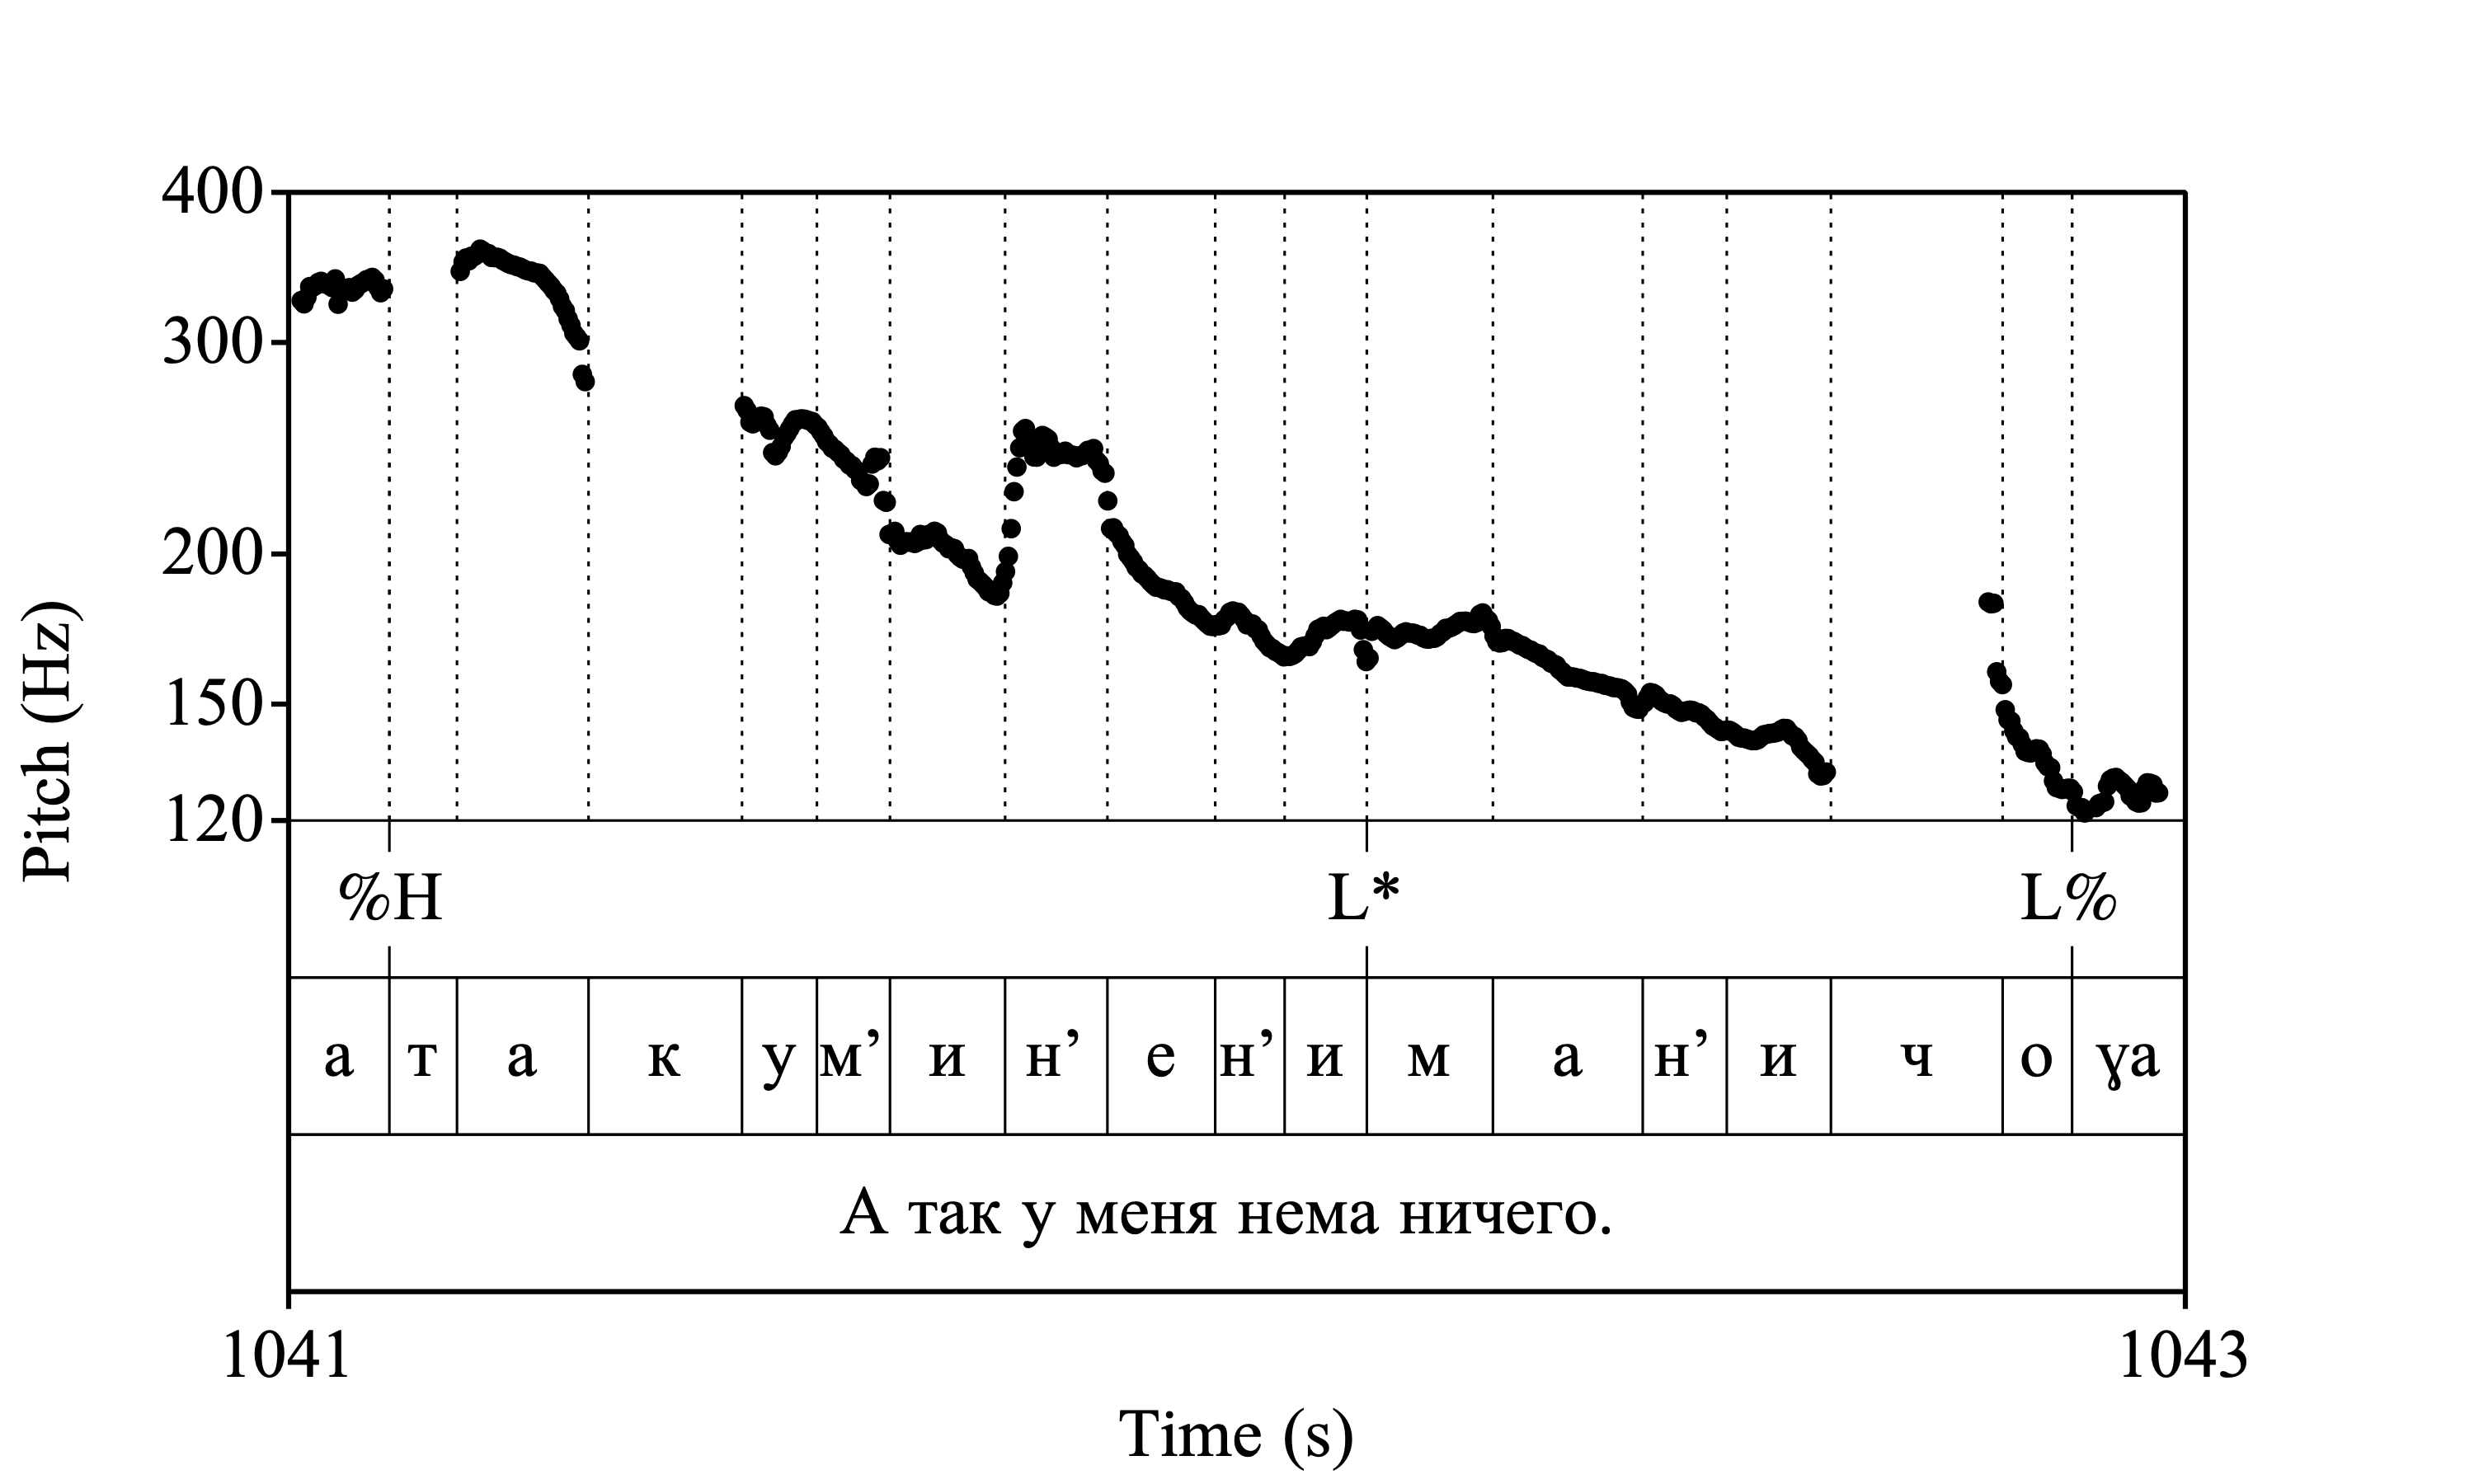 400
300
200
150
120
Pitch (Hz)
%H L* L%
а т а к у м’ и н’ е н’ и м а н’ и ч о ɣа
А так у меня нема ничего.
1041 1043
Time (s)